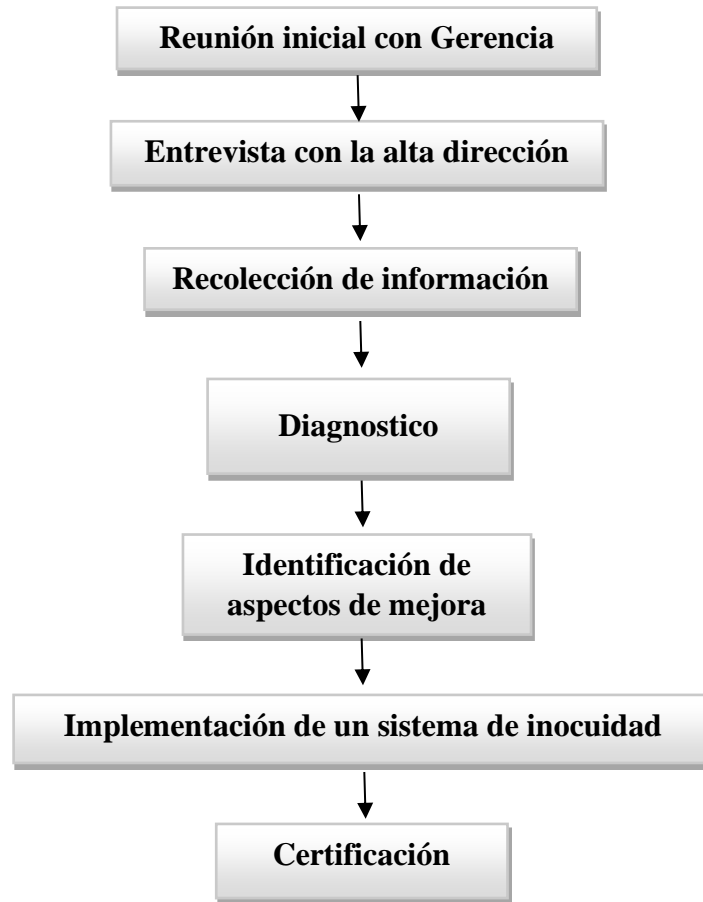 Reunión inicial con Gerencia
Entrevista con la alta dirección
Recolección de información
Diagnostico
Identificación de
aspectos de mejora
Implementación de un sistema de inocuidad
Certificación